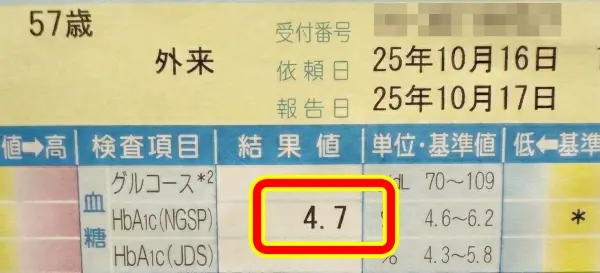 57歳
受付番号
外来
依頼日 25年10月16日
報告日 25年10月17日
値➡高 検査項目 結果値 単位・基準値 低⬅基準
血糖
グルコース*2 70～109
HbA1c(NGSP) 4.7 4.6～6.2 *
HbA1c(JDS) % 4.3～5.8